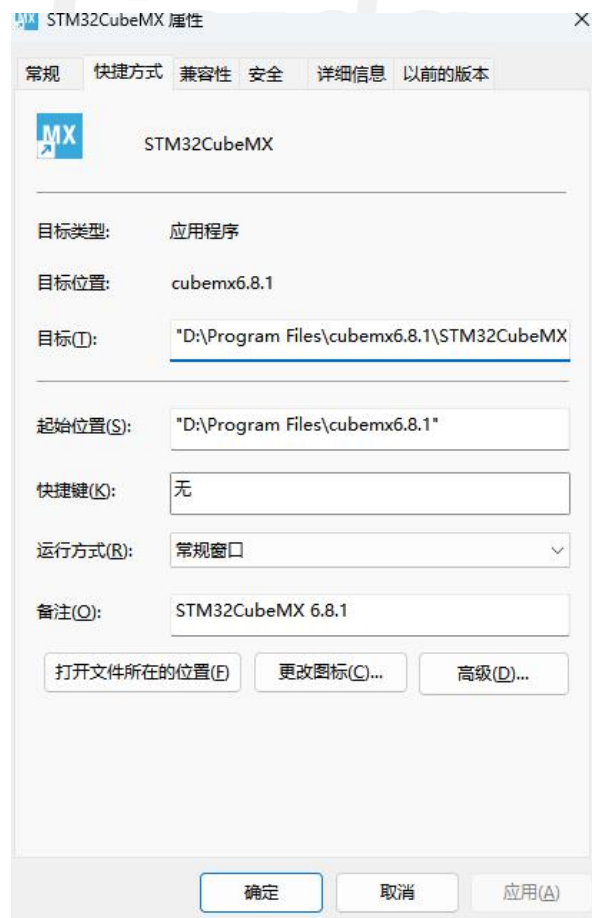 STM32CubeMX 属性
常规 快捷方式 兼容性 安全 详细信息 以前的版本
MX
STM32CubeMX
目标类型: 应用程序
目标位置: cubemx6.8.1
目标(T): "D:\Program Files\cubemx6.8.1\STM32CubeMX
起始位置(S): "D:\Program Files\cubemx6.8.1"
快捷键(K): 无
运行方式(R): 常规窗口
备注(O): STM32CubeMX 6.8.1
打开文件所在的位置(F) 更改图标(C)... 高级(D)...
确定 取消 应用(A)